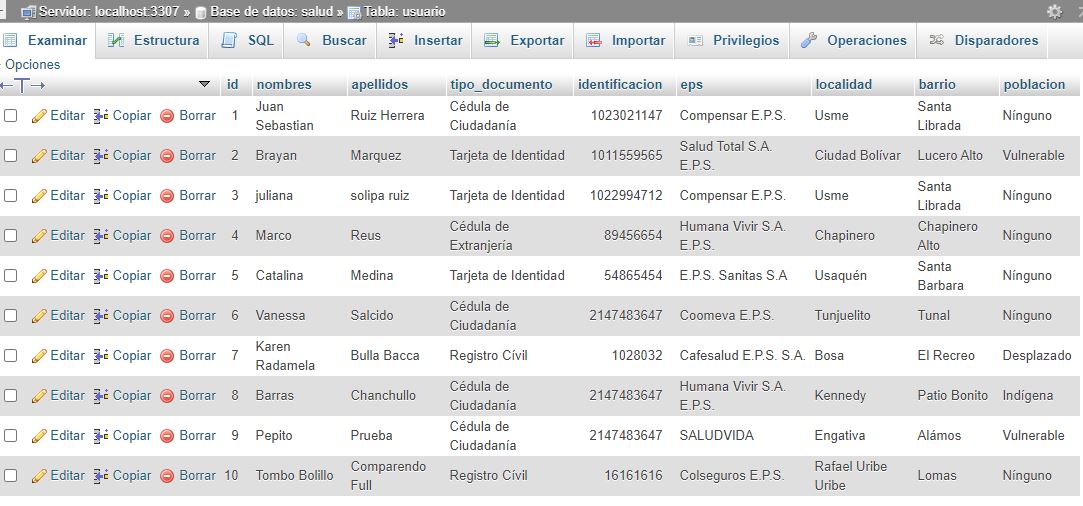 Servidor: localhost:3307 » Base de datos: salud » Tabla: usuario
Examinar Estructura SQL Buscar Insertar Exportar Importar Privilegios Operaciones Disparadores
Opciones
id nombres apellidos tipo_documento identificacion eps localidad barrio poblacion
Editar Copiar Borrar 1 Juan Sebastian Ruiz Herrera Cédula de Ciudadanía 1023021147 Compensar E.P.S. Usme Santa Librada Nínguno
Editar Copiar Borrar 2 Brayan Marquez Tarjeta de Identidad 1011559565 Salud Total S.A. E.P.S. Ciudad Bolívar Lucero Alto Vulnerable
Editar Copiar Borrar 3 juliana solipa ruiz Tarjeta de Identidad 1022994712 Compensar E.P.S. Usme Santa Librada Nínguno
Editar Copiar Borrar 4 Marco Reus Cédula de Extranjería 89456654 Humana Vivir S.A. E.P.S. Chapinero Chapinero Alto Nínguno
Editar Copiar Borrar 5 Catalina Medina Tarjeta de Identidad 54865454 E.P.S. Sanitas S.A Usaquén Santa Barbara Nínguno
Editar Copiar Borrar 6 Vanessa Salcido Cédula de Ciudadanía 2147483647 Coomeva E.P.S. Tunjuelito Tunal Nínguno
Editar Copiar Borrar 7 Karen Radamela Bulla Bacca Registro Cívil 1028032 Cafesalud E.P.S. S.A. Bosa El Recreo Desplazado
Editar Copiar Borrar 8 Barras Chanchullo Cédula de Ciudadanía 2147483647 Humana Vivir S.A. E.P.S. Kennedy Patio Bonito Indígena
Editar Copiar Borrar 9 Pepito Prueba Cédula de Ciudadanía 2147483647 SALUDVIDA Engativa Alámos Vulnerable
Editar Copiar Borrar 10 Tombo Bolillo Comparendo Full Registro Cívil 16161616 Colseguros E.P.S. Rafael Uribe Uribe Lomas Nínguno